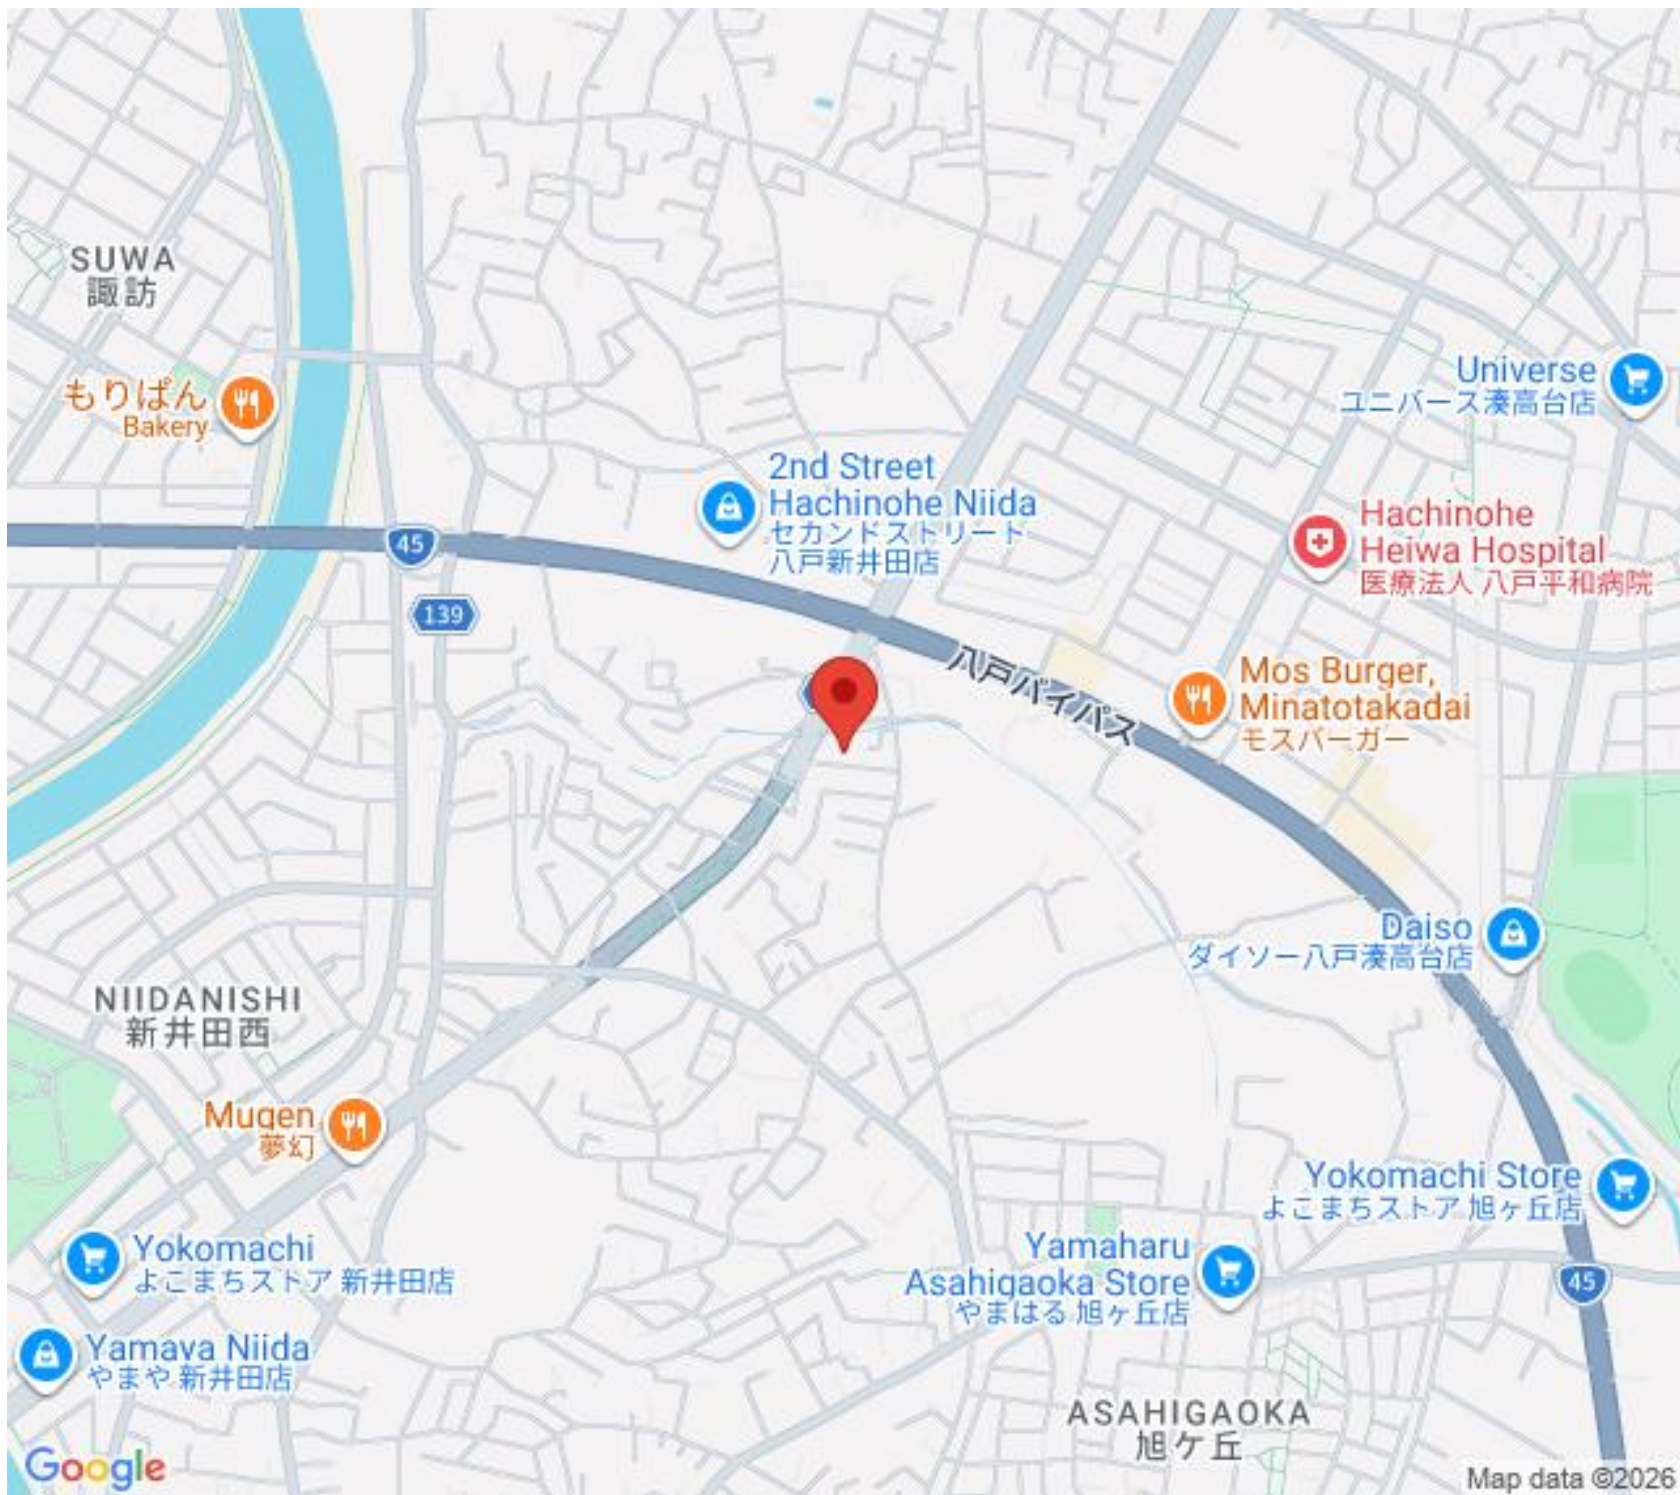 SUWA
諏訪
もりぱん
Bakery
Universe
ユニバース湊高台店
2nd Street
Hachinohe Niida
セカンドストリート
八戸新井田店
Hachinohe
Heiwa Hospital
医療法人 八戸平和病院
45
139
八戸バイパス
Mos Burger,
Minatotakadai
モスバーガー
Daiso
ダイソー八戸湊高台店
NIIDANISHI
新井田西
Mugen
夢幻
Yokomachi Store
よこまちストア 旭ヶ丘店
Yokomachi
よこまちストア 新井田店
Yamaharu
Asahigaoka Store
やまはる 旭ヶ丘店
45
Yamaya Niida
やまや 新井田店
ASAHIGAOKA
旭ケ丘
Google
Map data ©2026